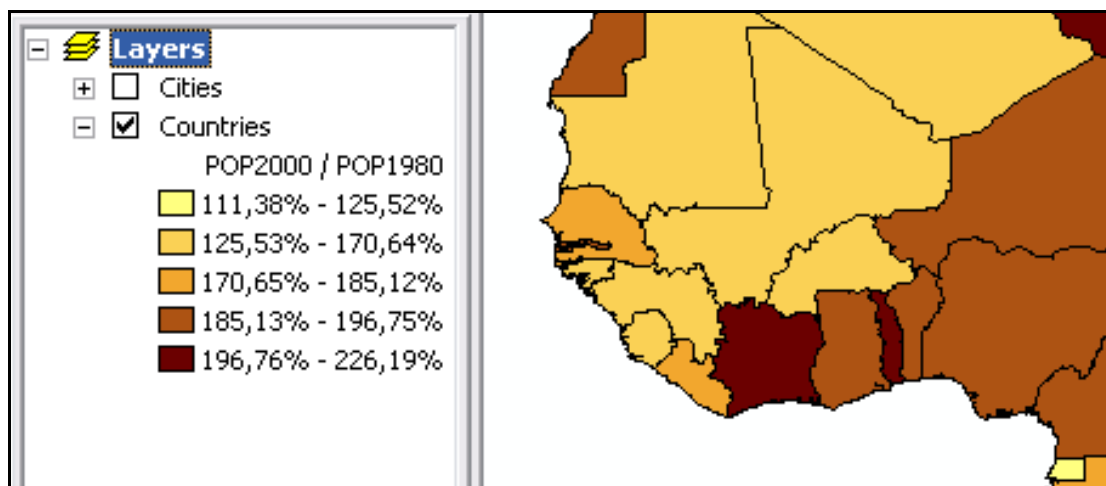 Layers
Cities
Countries
POP2000 / POP1980
111,38% - 125,52%
125,53% - 170,64%
170,65% - 185,12%
185,13% - 196,75%
196,76% - 226,19%